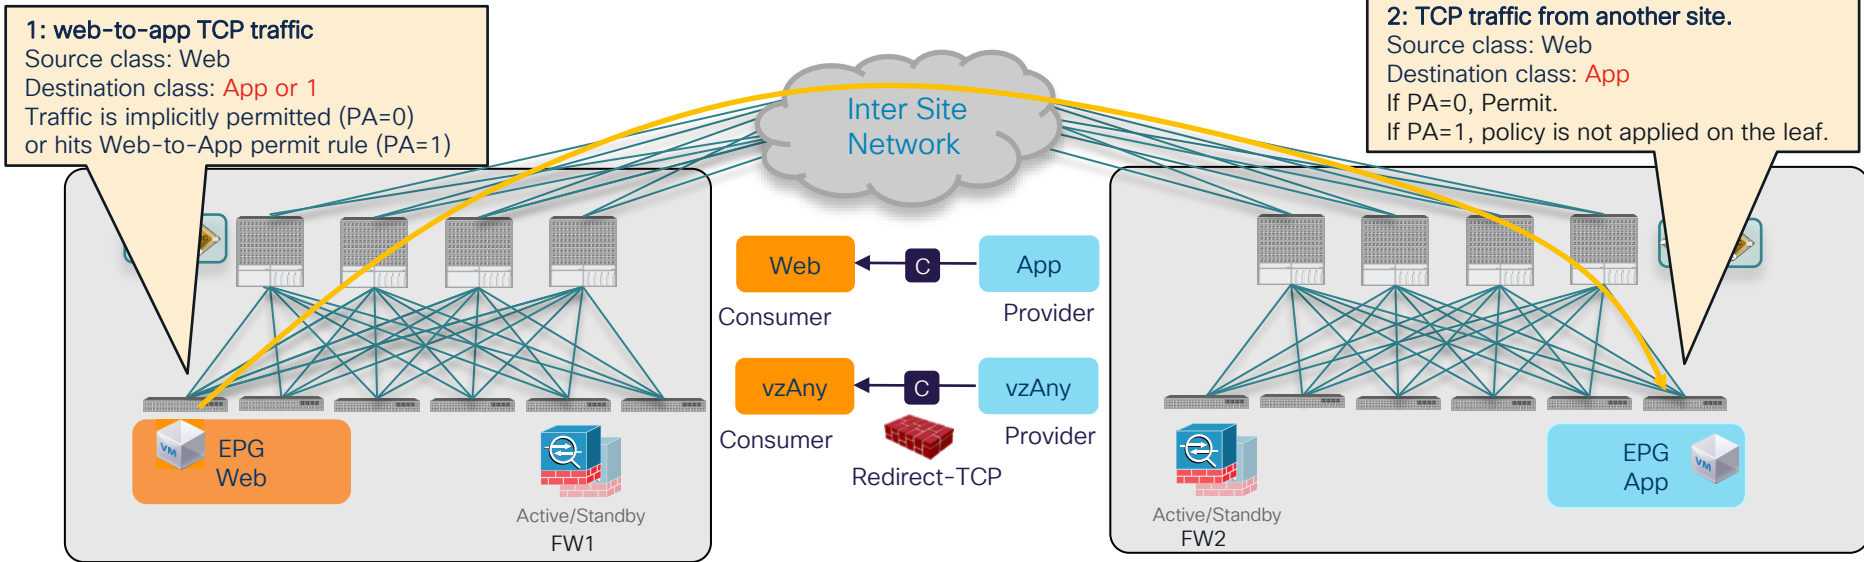 1: web-to-app TCP traffic
Source class: Web
Destination class: App or 1
Traffic is implicitly permitted (PA=0)
or hits Web-to-App permit rule (PA=1)
2: TCP traffic from another site.
Source class: Web
Destination class: App
If PA=0, Permit.
If PA=1, policy is not applied on the leaf.
Inter Site
Network
Web
C
App
Consumer
Provider
vzAny
C
vzAny
Consumer
Provider
Redirect-TCP
VM
EPG
Web
Active/Standby
FW1
Active/Standby
FW2
EPG
App
VM